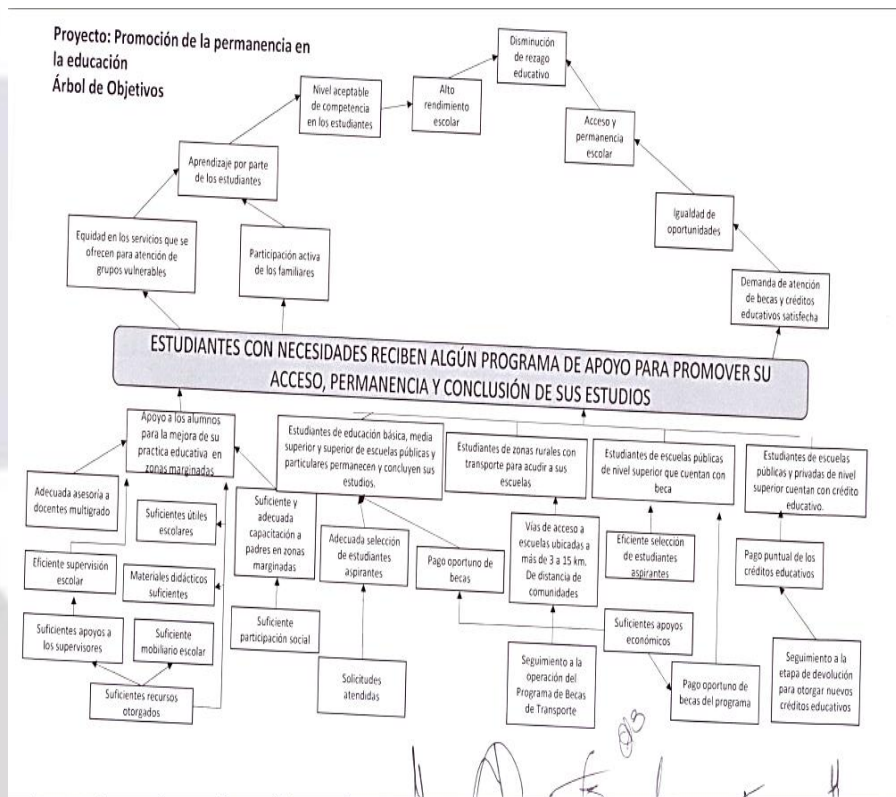 Proyecto: Promoción de la permanencia en
la educación
Árbol de Objetivos
Disminución
de rezago
educativo
Nivel aceptable
de competencia
en los estudiantes
Alto
rendimiento
escolar
Acceso y
permanencia
escolar
Aprendizaje por parte
de los estudiantes
Igualdad de
oportunidades
Equidad en los servicios que se
ofrecen para atención de
grupos vulnerables
Participación activa
de los familiares
Demanda de atención
de becas y créditos
educativos satisfecha
ESTUDIANTES CON NECESIDADES RECIBEN ALGÚN PROGRAMA DE APOYO PARA PROMOVER SU
ACCESO, PERMANENCIA Y CONCLUSIÓN DE SUS ESTUDIOS
Apoyo a los alumnos
para la mejora de su
practica educativa en
zonas marginadas
Estudiantes de educación básica, media
superior y superior de escuelas públicas y
particulares permanecen y concluyen sus
estudios.
Estudiantes de zonas rurales con
transporte para acudir a sus
escuelas
Estudiantes de escuelas públicas
de nivel superior que cuentan con
beca
Estudiantes de escuelas
públicas y privadas de nivel
superior cuentan con crédito
educativo.
Adecuada asesoría a
docentes multigrado
Suficientes útiles
escolares
Suficiente y
adecuada
capacitación a
padres en zonas
marginadas
Adecuada selección
de estudiantes
aspirantes
Pago oportuno de
becas
Vías de acceso a
escuelas ubicadas a
más de 3 a 15 km.
De distancia de
comunidades
Eficiente selección
de estudiantes
aspirantes
Pago puntual de los
créditos educativos
Eficiente supervisión
escolar
Materiales didácticos
suficientes
Suficientes apoyos a
los supervisores
Suficiente
mobiliario escolar
Suficiente
participación social
Suficientes apoyos
económicos
Suficientes recursos
otorgados
Solicitudes
atendidas
Seguimiento a la
operación del
Programa de Becas
de Transporte
Pago oportuno de
becas del programa
Seguimiento a la
etapa de devolución
para otorgar nuevos
créditos educativos